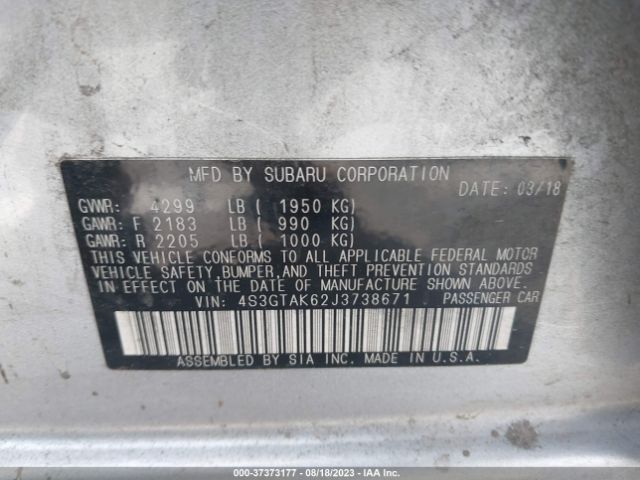 MFD BY SUBARU CORPORATION
DATE: 03/18
GVWR: 4299 LB ( 1950 KG)
GAWR: F 2183 LB ( 990 KG)
GAWR: R 2205 LB ( 1000 KG)
THIS VEHICLE CONFORMS TO ALL APPLICABLE FEDERAL MOTOR
VEHICLE SAFETY, BUMPER, AND THEFT PREVENTION STANDARDS
IN EFFECT ON THE DATE OF MANUFACTURE SHOWN ABOVE.
VIN: 4S3GTAK62J3738671 PASSENGER CAR
ASSEMBLED BY SIA INC. MADE IN U.S.A.
000-37373177 - 08/18/2023 - IAA Inc.